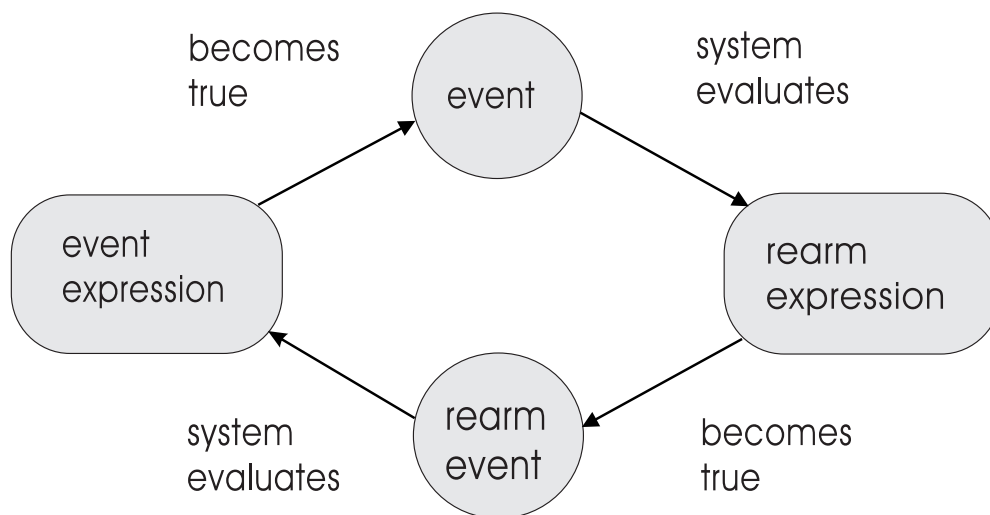 becomes
true
event
system
evaluates
event
expression
rearm
expression
system
evaluates
rearm
event
becomes
true